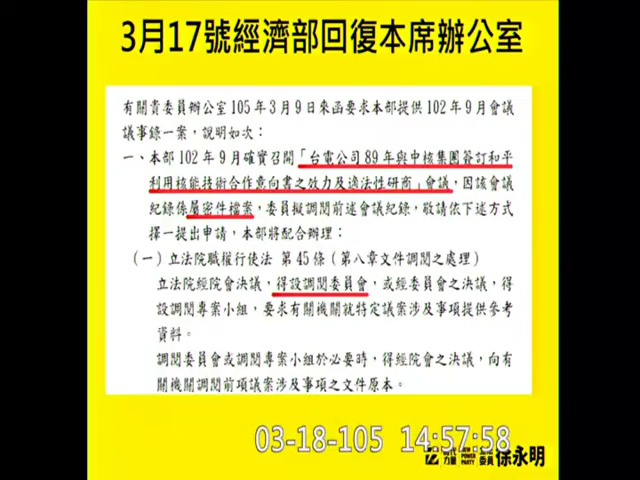 3月17號經濟部回復本席辦公室
有關貴委員辦公室105年3月9日來函要求本部提供102年9月會議
議事錄一案，說明如次：
一、本部102年9月確實召開「台電公司89年與中核集團簽訂和平
利用核能技術合作意向書之效力及適法性研商」會議，因該會議
紀錄係屬密件檔案，委員擬調閱前述會議紀錄，敬請依下述方式
擇一提出申請，本部將配合辦理：
（一）立法院職權行使法 第45條（第八章文件調閱之處理）
立法院經院會決議，得設調閱委員會，或經委員會之決議，得
設調閱專案小組，要求有關機關就特定議案涉及事項提供參考
資料。
調閱委員會或調閱專案小組於必要時，得經院會之決議，向有
關機關調閱前項議案涉及事項之文件原本。
03-18-105 14:57:58
時代力量 NEW POWER PARTY 立法委員 徐永明